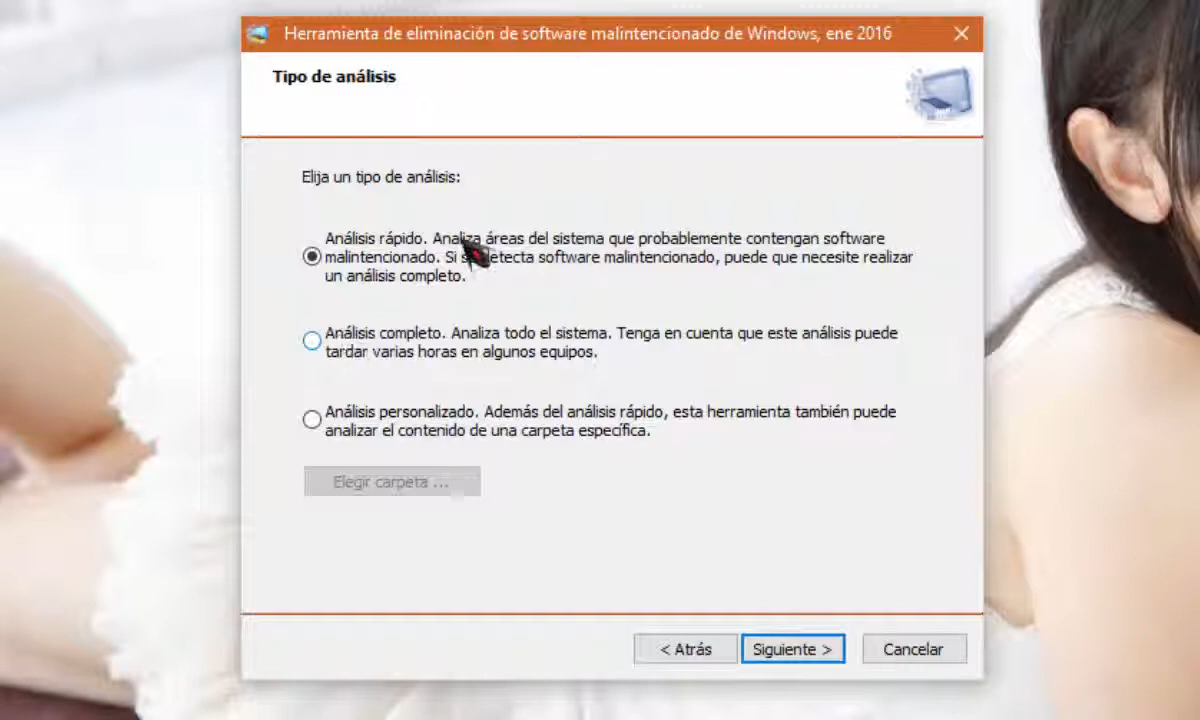 Herramienta de eliminación de software malintencionado de Windows, ene 2016
Tipo de análisis
Elija un tipo de análisis:
Análisis rápido. Analiza áreas del sistema que probablemente contengan software
malintencionado. Si se detecta software malintencionado, puede que necesite realizar
un análisis completo.
Análisis completo. Analiza todo el sistema. Tenga en cuenta que este análisis puede
tardar varias horas en algunos equipos.
Análisis personalizado. Además del análisis rápido, esta herramienta también puede
analizar el contenido de una carpeta específica.
Elegir carpeta ...
< Atrás
Siguiente >
Cancelar